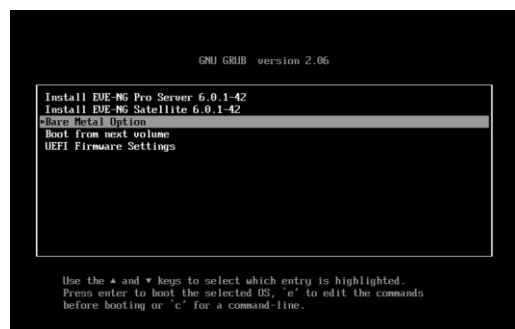 GNU GRUB version 2.06
Install EVE-NG Pro Server 6.0.1-42
Install EVE-NG Satellite 6.0.1-42
*Bare Metal Option
Boot from next volume
UEFI Firmware Settings
Use the ▲ and ▼ keys to select which entry is highlighted.
Press enter to boot the selected OS, `e' to edit the commands
before booting or `c' for a command-line.